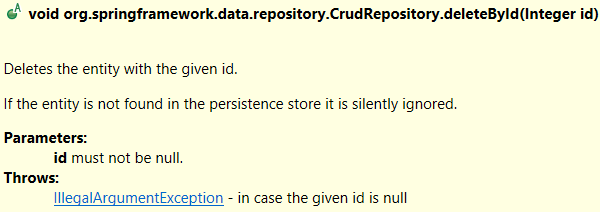 void org.springframework.data.repository.CrudRepository.deleteById(Integer id)
Deletes the entity with the given id.
If the entity is not found in the persistence store it is silently ignored.
Parameters:
id must not be null.
Throws:
IllegalArgumentException - in case the given id is null